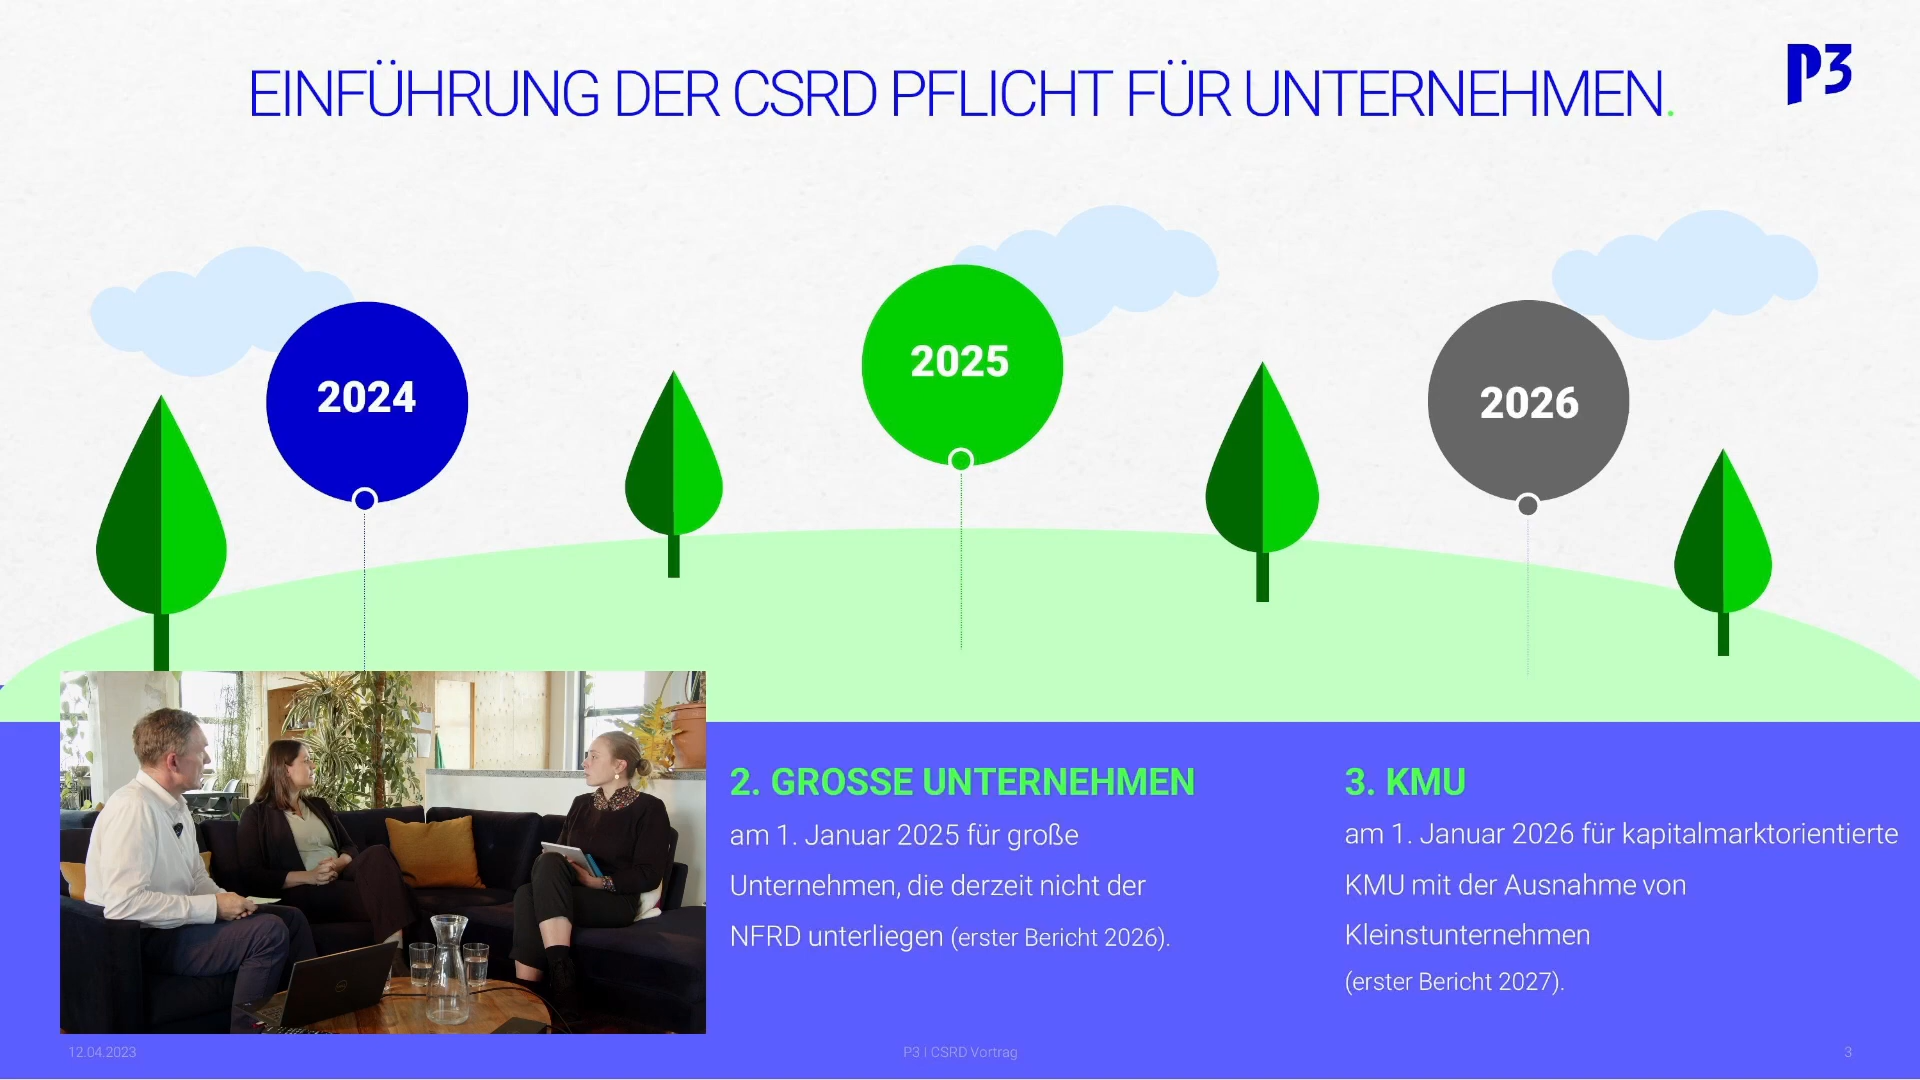 EINFÜHRUNG DER CSRD PFLICHT FÜR UNTERNEHMEN.
P3
2024
2025
2026
2. GROSSE UNTERNEHMEN
am 1. Januar 2025 für große
Unternehmen, die derzeit nicht der
NFRD unterliegen (erster Bericht 2026).
3. KMU
am 1. Januar 2026 für kapitalmarktorientierte
KMU mit der Ausnahme von
Kleinstunternehmen
(erster Bericht 2027).
12.04.2023
P3 I CSRD Vortrag
3